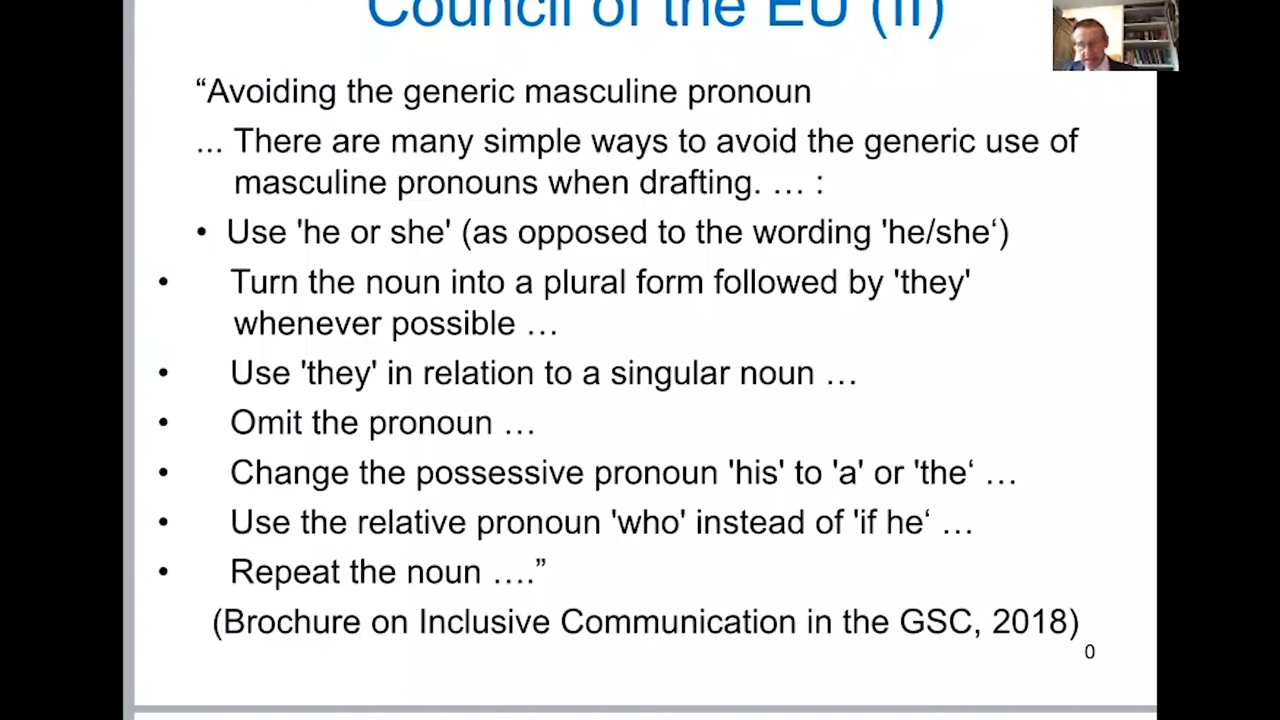 Council of the EU (II)
“Avoiding the generic masculine pronoun
... There are many simple ways to avoid the generic use of
masculine pronouns when drafting. … :
• Use 'he or she' (as opposed to the wording 'he/she‘)
• Turn the noun into a plural form followed by 'they'
whenever possible …
• Use 'they' in relation to a singular noun …
• Omit the pronoun …
• Change the possessive pronoun 'his' to 'a' or 'the‘ …
• Use the relative pronoun 'who' instead of 'if he‘ …
• Repeat the noun ….”
(Brochure on Inclusive Communication in the GSC, 2018)
0